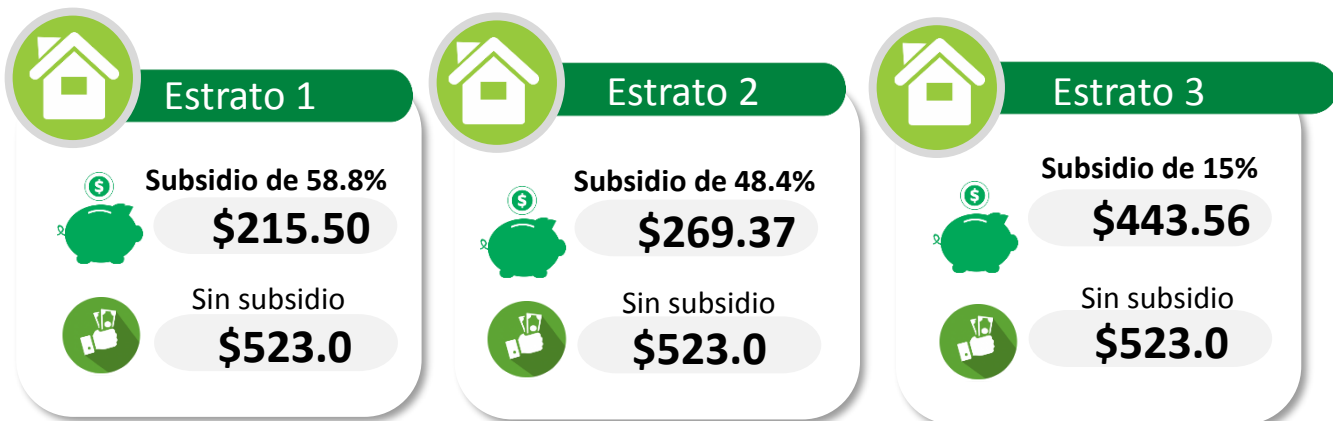 Estrato 1
Subsidio de 58.8%
$215.50
Sin subsidio
$523.0
Estrato 2
Subsidio de 48.4%
$269.37
Sin subsidio
$523.0
Estrato 3
Subsidio de 15%
$443.56
Sin subsidio
$523.0